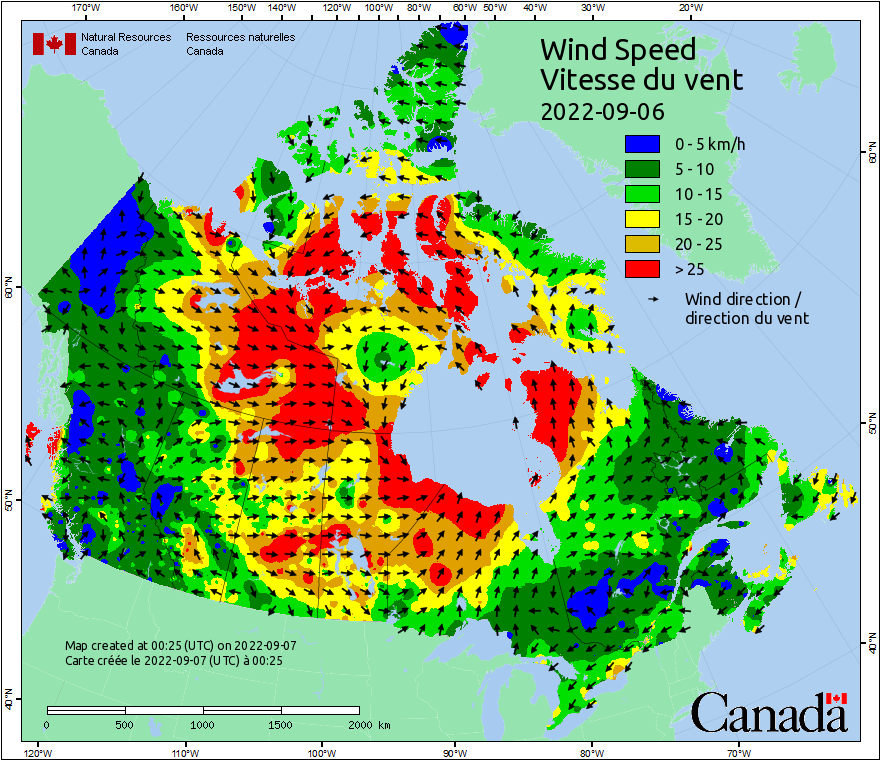 170°W 160°W 150°W 140°W 130°W 120°W 110°W 100°W 90°W 80°W 60°W 50°W 40°W 30°W 20°W
Natural Resources Ressources naturelles
Canada Canada
Wind Speed
Vitesse du vent
2022-09-06
0 - 5 km/h
5 - 10
10 - 15
15 - 20
20 - 25
> 25
Wind direction /
direction du vent
60°N
60°N
50°N
50°N
40°N
40°N
Map created at 00:25 (UTC) on 2022-09-07
Carte créée le 2022-09-07 (UTC) à 00:25
0 500 1000 1500 2000 km
Canada
120°W 110°W 100°W 90°W 80°W 70°W